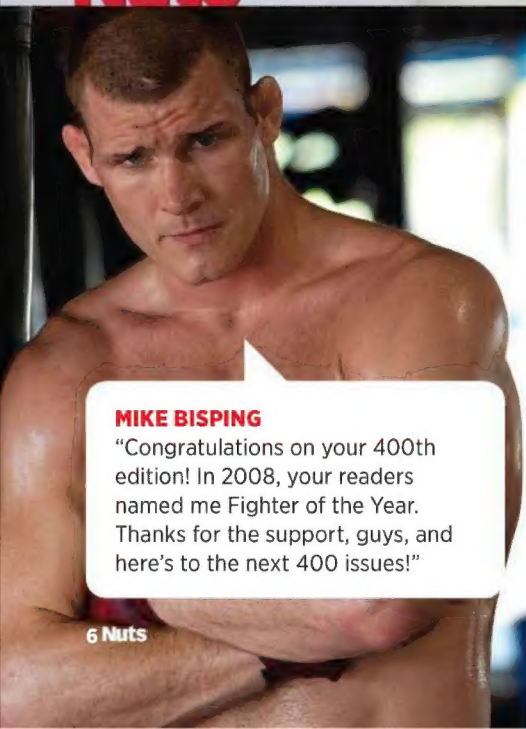 Nuts
MIKE BISPING
“Congratulations on your 400th
edition! In 2008, your readers
named me Fighter of the Year.
Thanks for the support, guys, and
here’s to the next 400 issues!”
6 Nuts